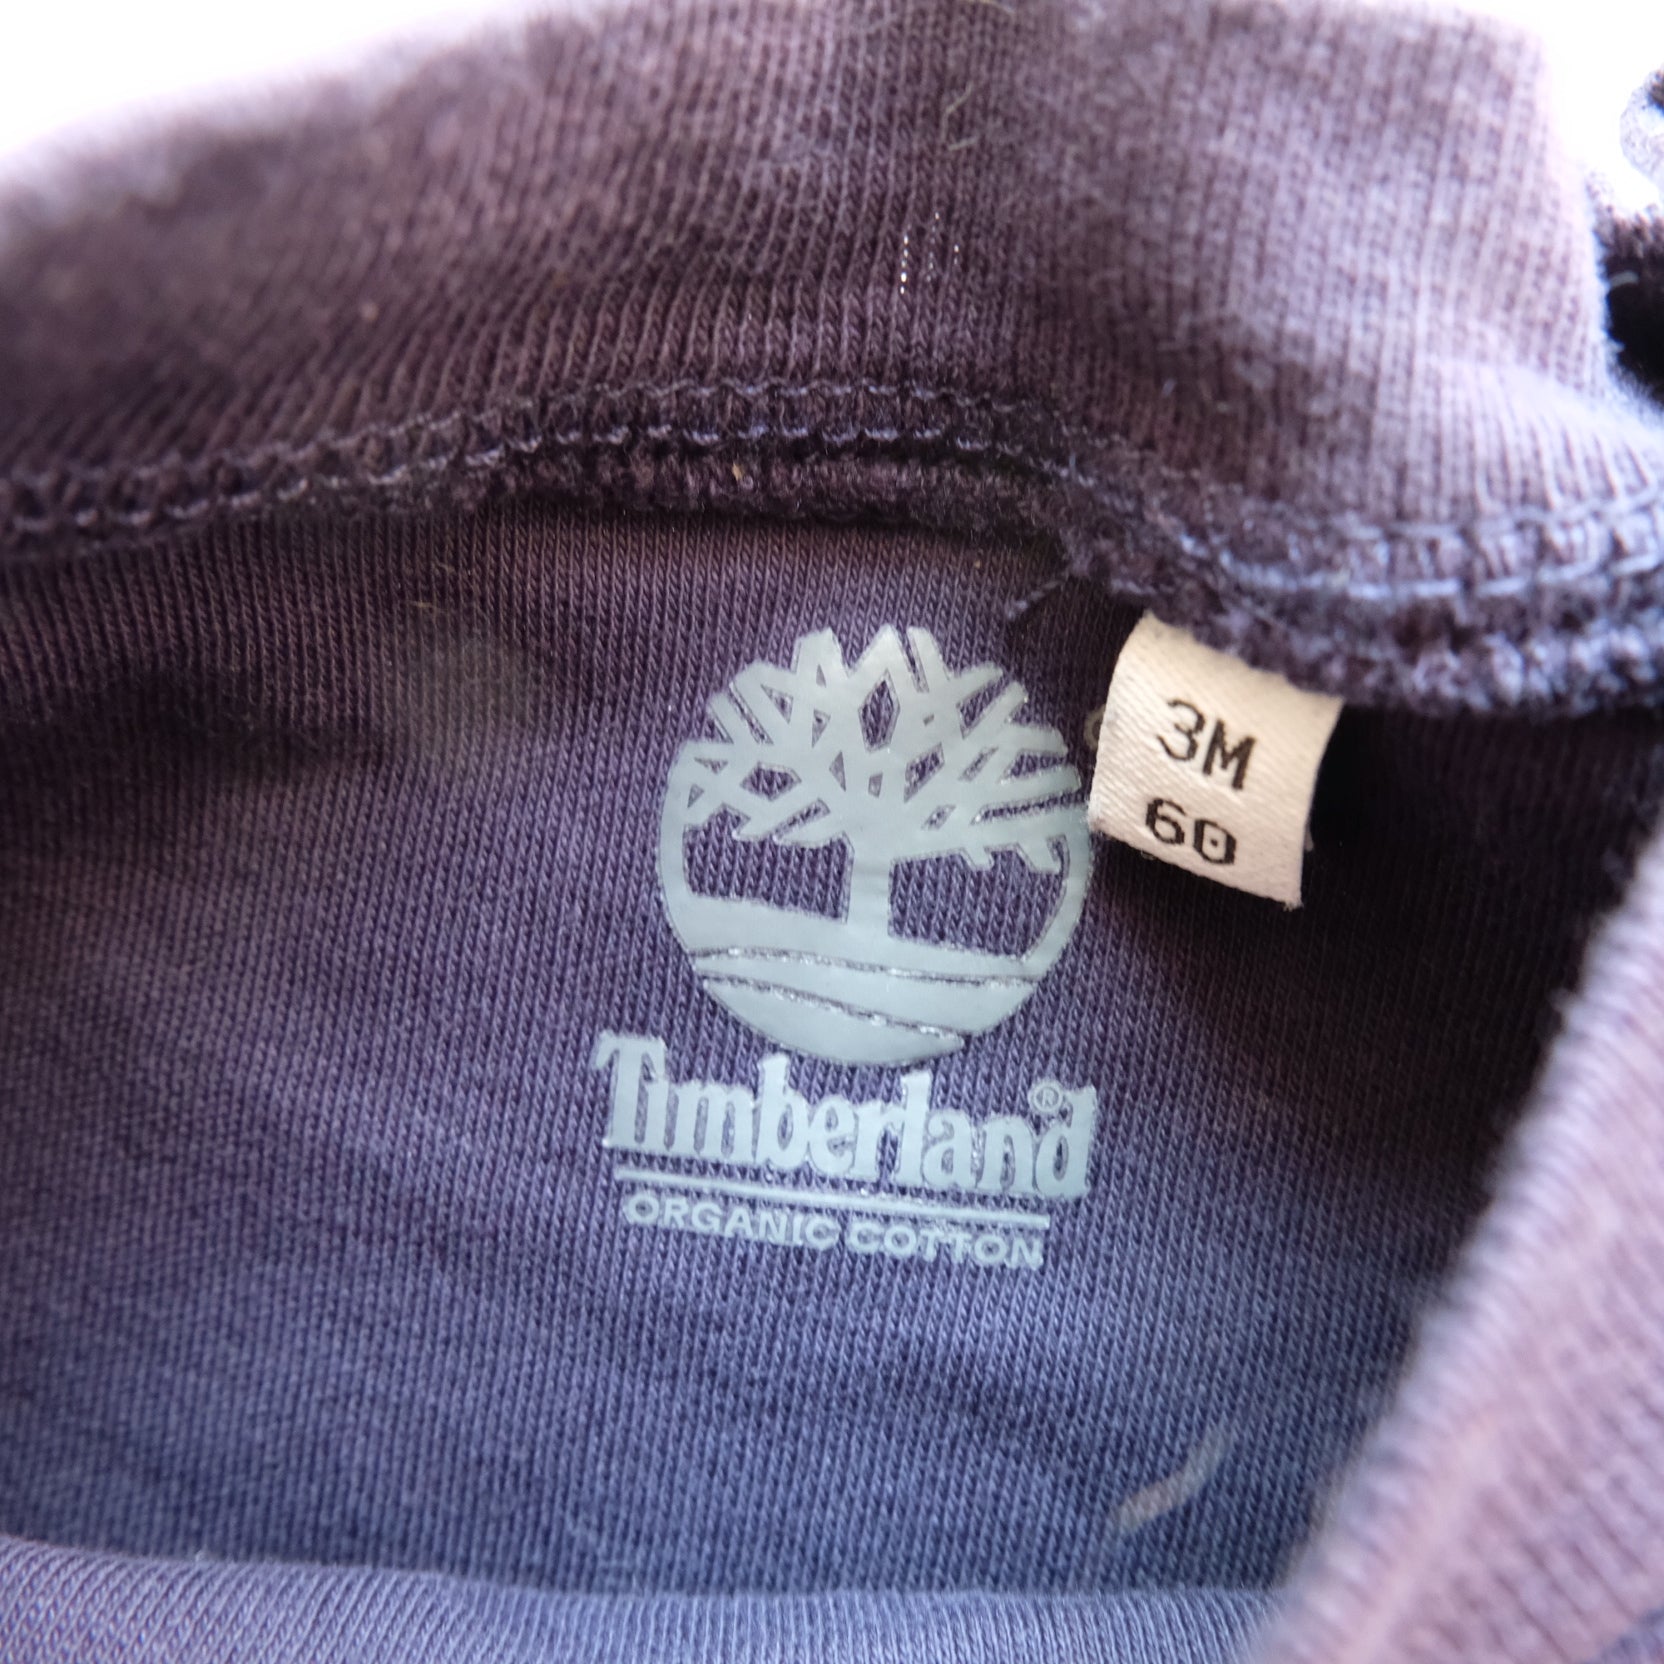 3M
60
Timberland®
ORGANIC COTTON